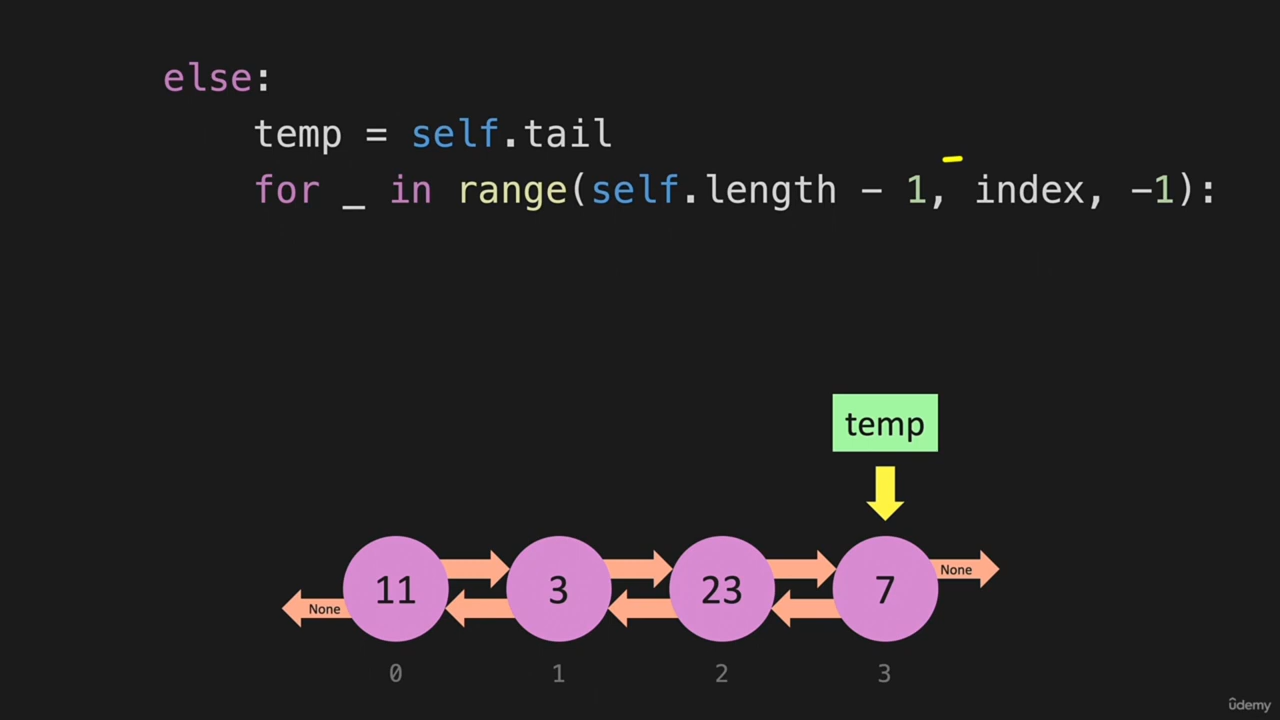 else:
temp = self.tail
for _ in range(self.length - 1, index, -1):
temp
11 3 23 7
None
None
0 1 2 3
ûdemy